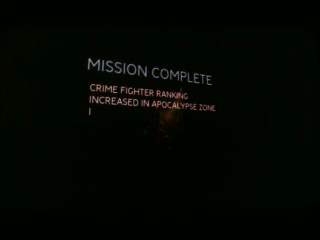 MISSION COMPLETE
CRIME FIGHTER RANKING
INCREASED IN APOCALYPSE ZONE